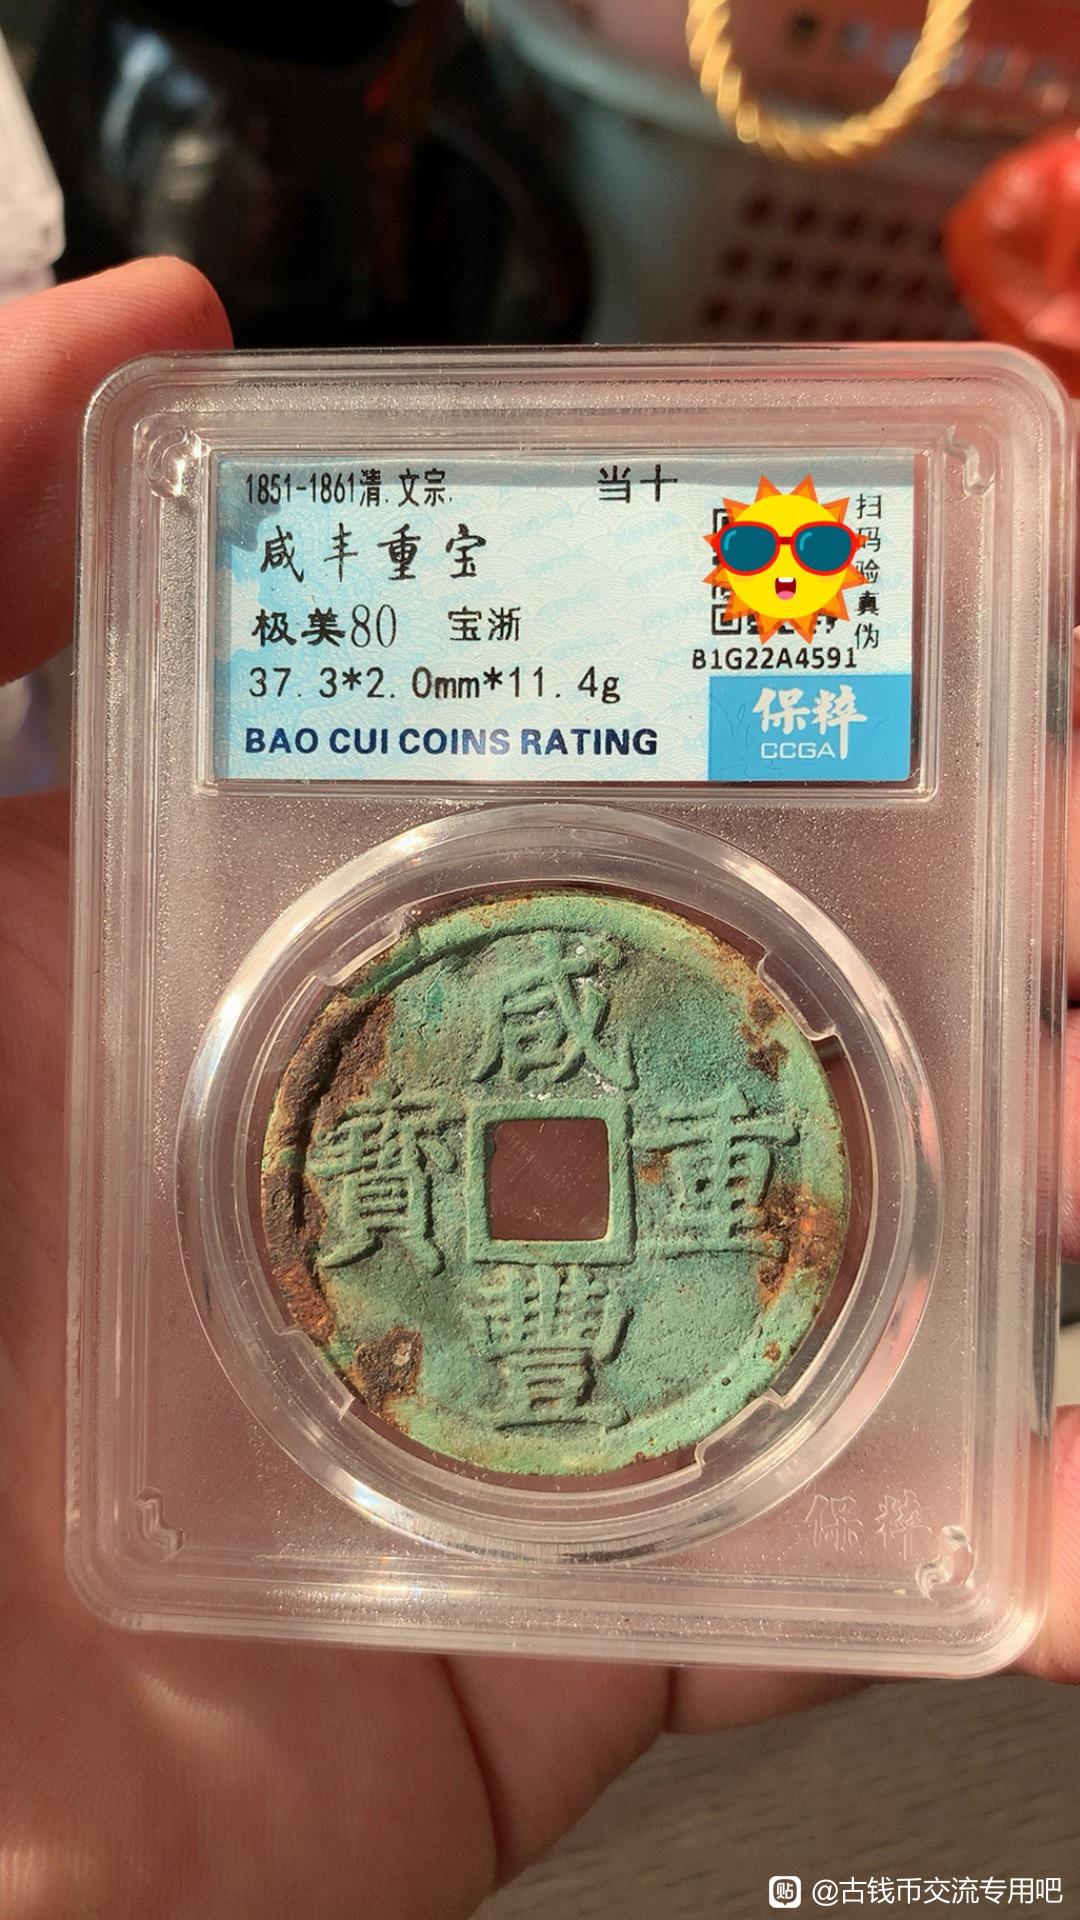 1851-1861清.文宗.
当十
咸丰重宝
极美80 宝浙
37.3*2.0mm*11.4g
BAO CUI COINS RATING
扫码验真伪
B1G22A4591
保粹
CCGA
咸
寶 重
豐
保粹
贴 @古钱币交流专用吧